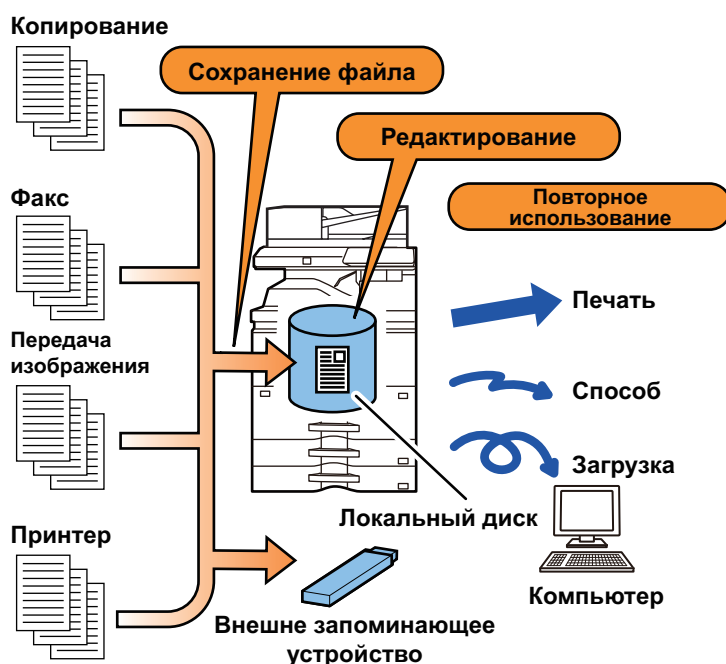 Копирование
Сохранение файла
Редактирование
Факс
Повторное
использование
Печать
Передача
изображения
Способ
Загрузка
Локальный диск
Принтер
Компьютер
Внешне запоминающее
устройство